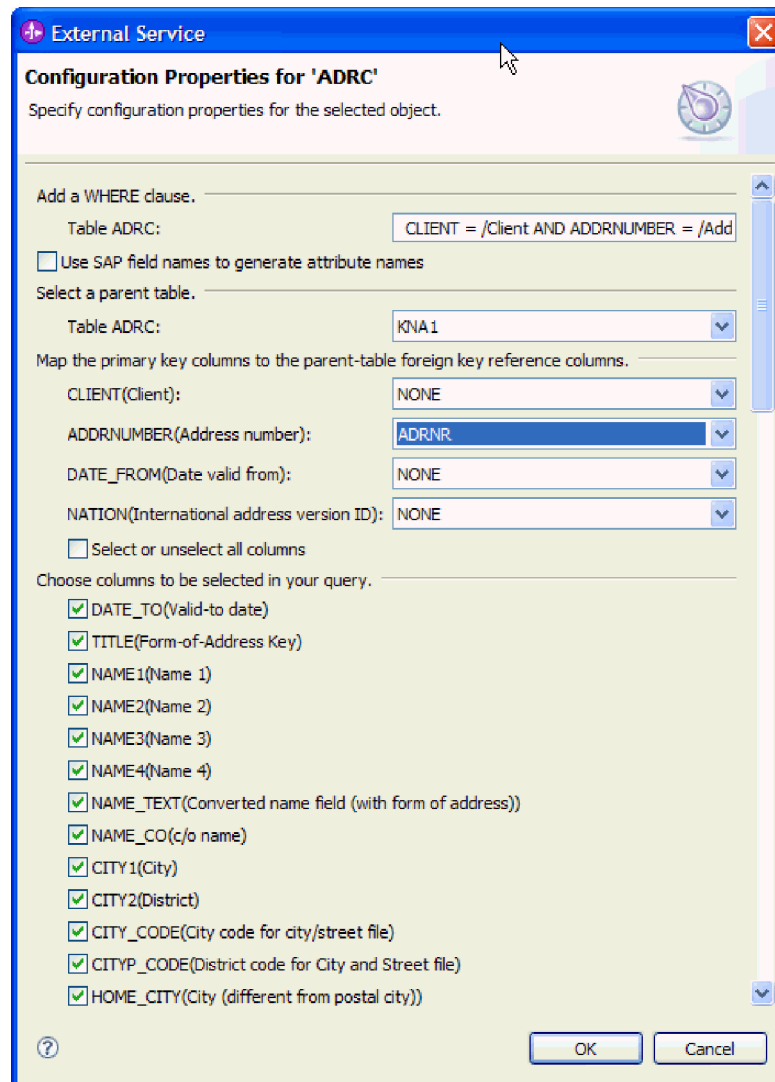 External Service
Configuration Properties for 'ADRC'
Specify configuration properties for the selected object.
Add a WHERE clause.
Table ADRC: CLIENT = /Client AND ADDRNUMBER = /Add
Use SAP field names to generate attribute names
Select a parent table.
Table ADRC: KNA1
Map the primary key columns to the parent-table foreign key reference columns.
CLIENT(Client): NONE
ADDRNUMBER(Address number): ADRNR
DATE_FROM(Date valid from): NONE
NATION(International address version ID): NONE
Select or unselect all columns
Choose columns to be selected in your query.
DATE_TO(Valid-to date)
TITLE(Form-of-Address Key)
NAME1(Name 1)
NAME2(Name 2)
NAME3(Name 3)
NAME4(Name 4)
NAME_TEXT(Converted name field (with form of address))
NAME_CO(c/o name)
CITY1(City)
CITY2(District)
CITY_CODE(City code for city/street file)
CITYP_CODE(District code for City and Street file)
HOME_CITY(City (different from postal city))
? OK Cancel